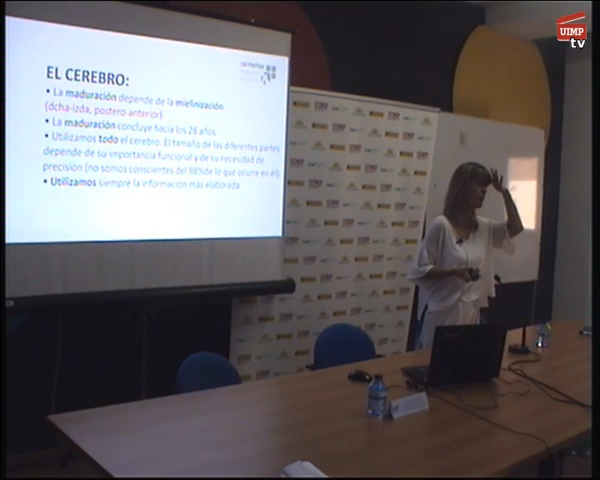 UIMP
tv
EL CEREBRO:
• La maduración depende de la mielinización
(dcha-izda, postero-anterior)
• La maduración concluye hacia los 28 años.
• Utilizamos todo el cerebro. El tamaño de las diferentes partes
depende de su importancia funcional y de su necesidad de
precisión (no somos conscientes del 98%de lo que ocurre en él).
• Utilizamos siempre la información más elaborada